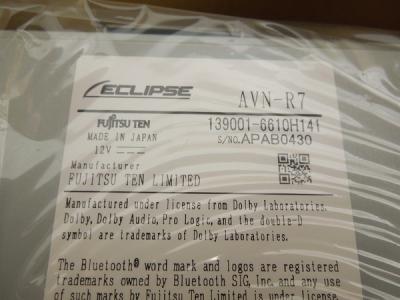 ECLIPSE
AVN-R7
FUJITSU TEN
139001-6610H141
MADE IN JAPAN
S/NO.APAB0430
12V
Manufacturer
FUJITSU TEN LIMITED
Manufactured under license from Dolby Laboratories.
Dolby, Dolby Audio, Pro Logic, and the double-D
symbol are trademarks of Dolby Laboratories.
The Bluetooth® word mark and logos are registered
trademarks owned by Bluetooth SIG, Inc. and any use
of such marks by Fujitsu Ten Limited is under license.